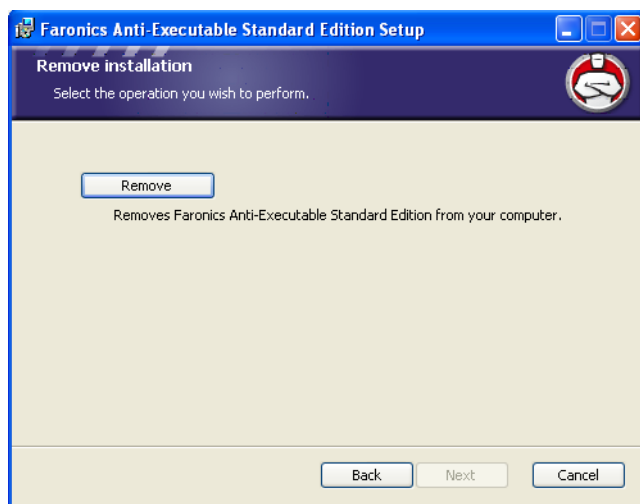 Faronics Anti-Executable Standard Edition Setup
Remove installation
Select the operation you wish to perform.
Remove
Removes Faronics Anti-Executable Standard Edition from your computer.
Back Next Cancel